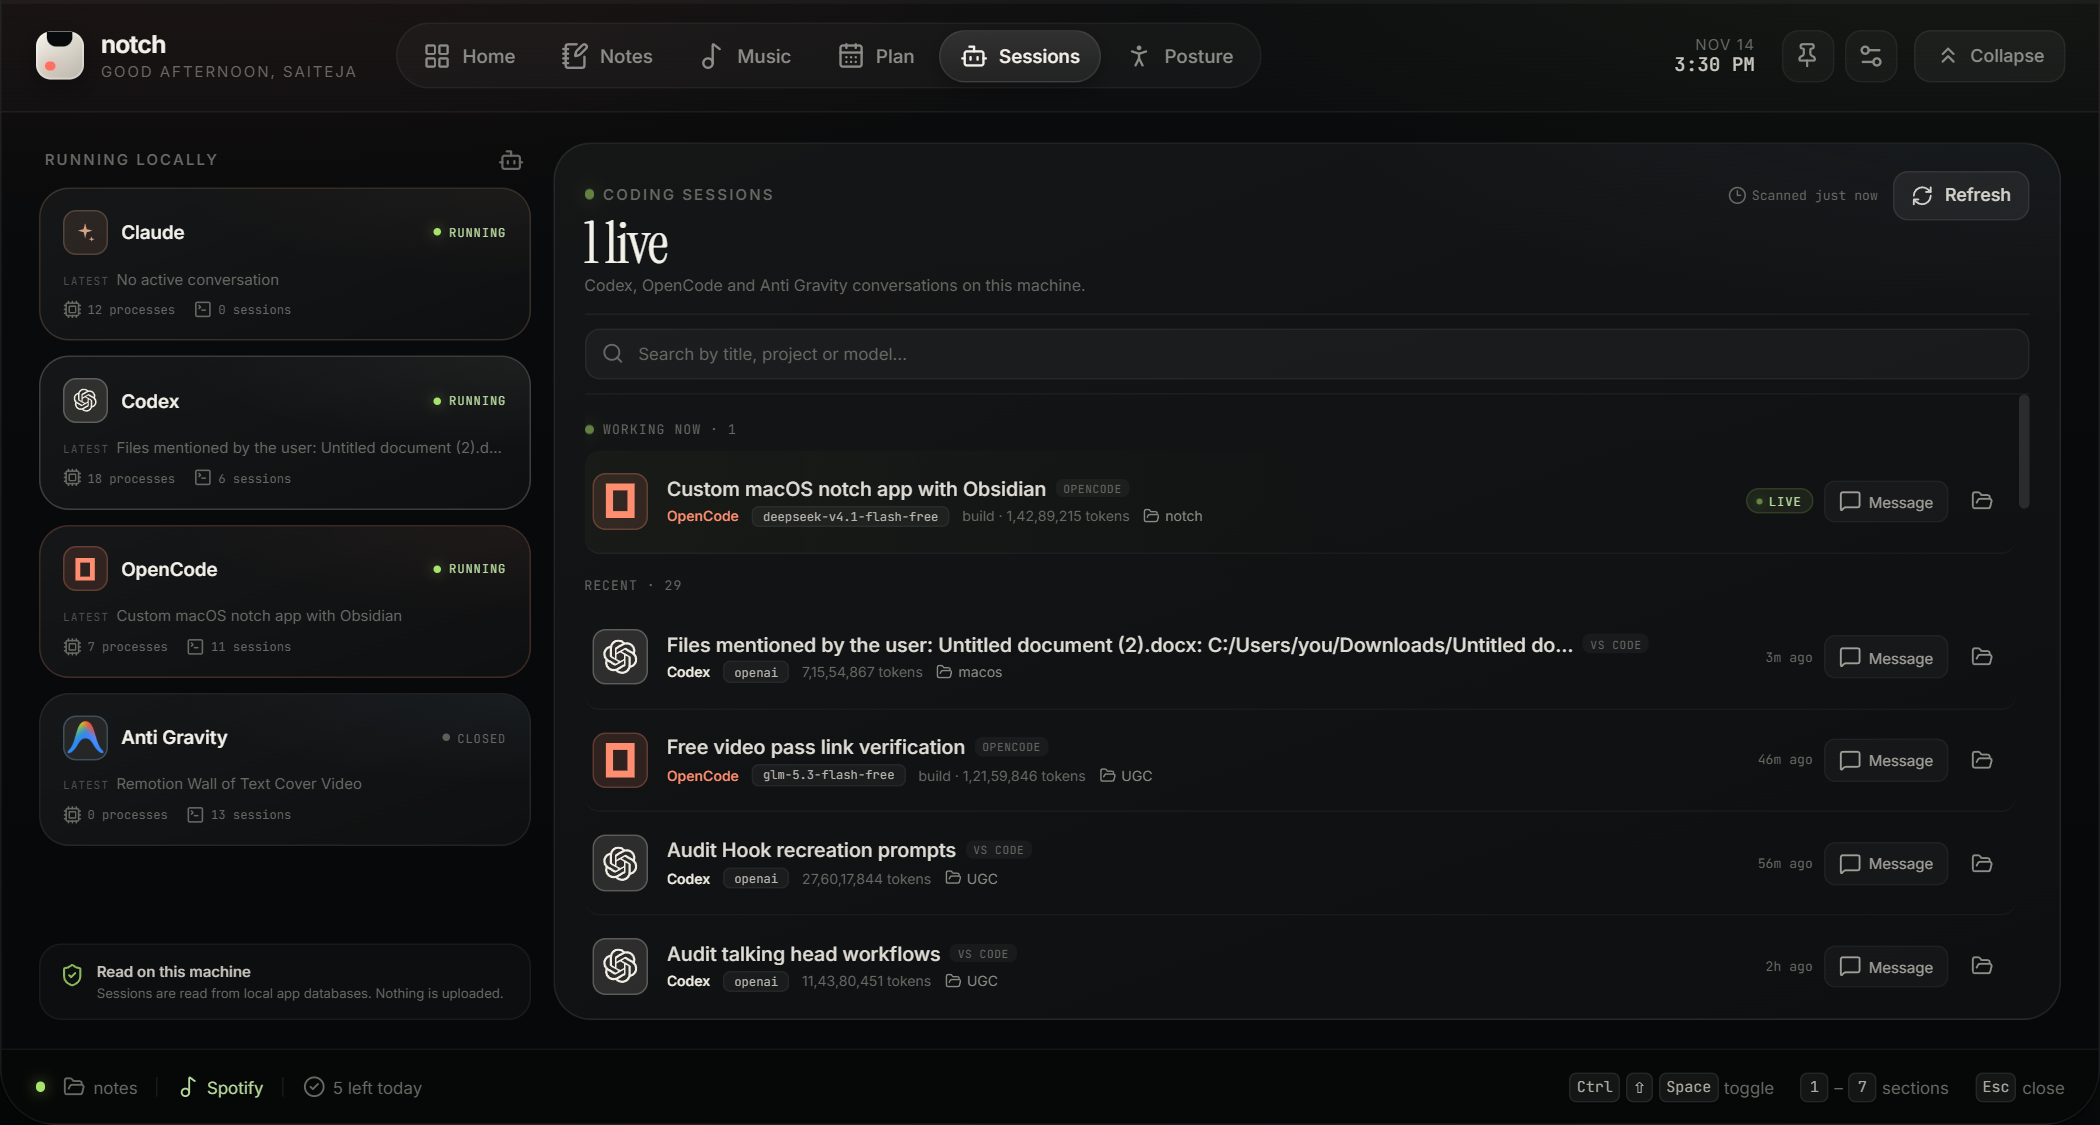 notch
GOOD AFTERNOON, SAITEJA
Home
Notes
Music
Plan
Sessions
Posture
NOV 14
3:30 PM
Collapse
RUNNING LOCALLY
Claude
RUNNING
LATEST No active conversation
12 processes 0 sessions
Codex
RUNNING
LATEST Files mentioned by the user: Untitled document (2).d...
18 processes 6 sessions
OpenCode
RUNNING
LATEST Custom macOS notch app with Obsidian
7 processes 11 sessions
Anti Gravity
CLOSED
LATEST Remotion Wall of Text Cover Video
0 processes 13 sessions
Read on this machine
Sessions are read from local app databases. Nothing is uploaded.
CODING SESSIONS
Scanned just now
Refresh
1 live
Codex, OpenCode and Anti Gravity conversations on this machine.
Search by title, project or model...
WORKING NOW · 1
Custom macOS notch app with Obsidian OPENCODE
OpenCode deepseek-v4.1-flash-free build · 1,42,89,215 tokens notch
LIVE
Message
RECENT · 29
Files mentioned by the user: Untitled document (2).docx: C:/Users/you/Downloads/Untitled do... VS CODE
Codex openai 7,15,54,867 tokens macos
3m ago
Message
Free video pass link verification OPENCODE
OpenCode glm-5.3-flash-free build · 1,21,59,846 tokens UGC
46m ago
Message
Audit Hook recreation prompts VS CODE
Codex openai 27,60,17,844 tokens UGC
56m ago
Message
Audit talking head workflows VS CODE
Codex openai 11,43,80,451 tokens UGC
2h ago
Message
notes
Spotify
5 left today
Ctrl ⇧ Space toggle
1 – 7 sections
Esc close